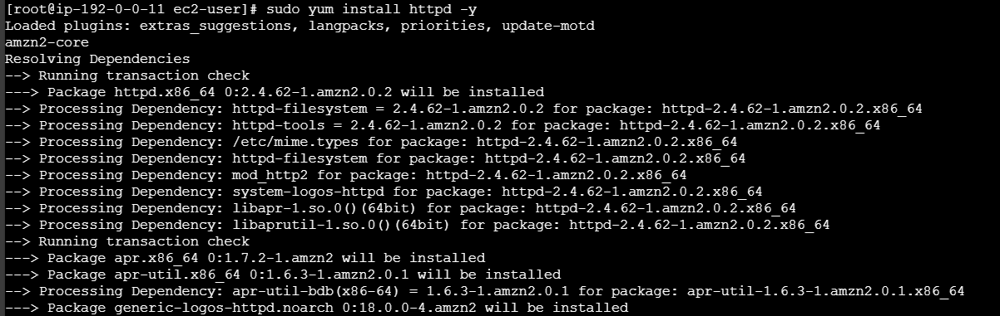 [root@ip-192-0-0-11 ec2-user]# sudo yum install httpd -y
Loaded plugins: extras_suggestions, langpacks, priorities, update-motd
amzn2-core
Resolving Dependencies
--> Running transaction check
---> Package httpd.x86_64 0:2.4.62-1.amzn2.0.2 will be installed
--> Processing Dependency: httpd-filesystem = 2.4.62-1.amzn2.0.2 for package: httpd-2.4.62-1.amzn2.0.2.x86_64
--> Processing Dependency: httpd-tools = 2.4.62-1.amzn2.0.2 for package: httpd-2.4.62-1.amzn2.0.2.x86_64
--> Processing Dependency: /etc/mime.types for package: httpd-2.4.62-1.amzn2.0.2.x86_64
--> Processing Dependency: httpd-filesystem for package: httpd-2.4.62-1.amzn2.0.2.x86_64
--> Processing Dependency: mod_http2 for package: httpd-2.4.62-1.amzn2.0.2.x86_64
--> Processing Dependency: system-logos-httpd for package: httpd-2.4.62-1.amzn2.0.2.x86_64
--> Processing Dependency: libapr-1.so.0()(64bit) for package: httpd-2.4.62-1.amzn2.0.2.x86_64
--> Processing Dependency: libaprutil-1.so.0()(64bit) for package: httpd-2.4.62-1.amzn2.0.2.x86_64
--> Running transaction check
---> Package apr.x86_64 0:1.7.2-1.amzn2 will be installed
---> Package apr-util.x86_64 0:1.6.3-1.amzn2.0.1 will be installed
--> Processing Dependency: apr-util-bdb(x86-64) = 1.6.3-1.amzn2.0.1 for package: apr-util-1.6.3-1.amzn2.0.1.x86_64
---> Package generic-logos-httpd.noarch 0:18.0.0-4.amzn2 will be installed